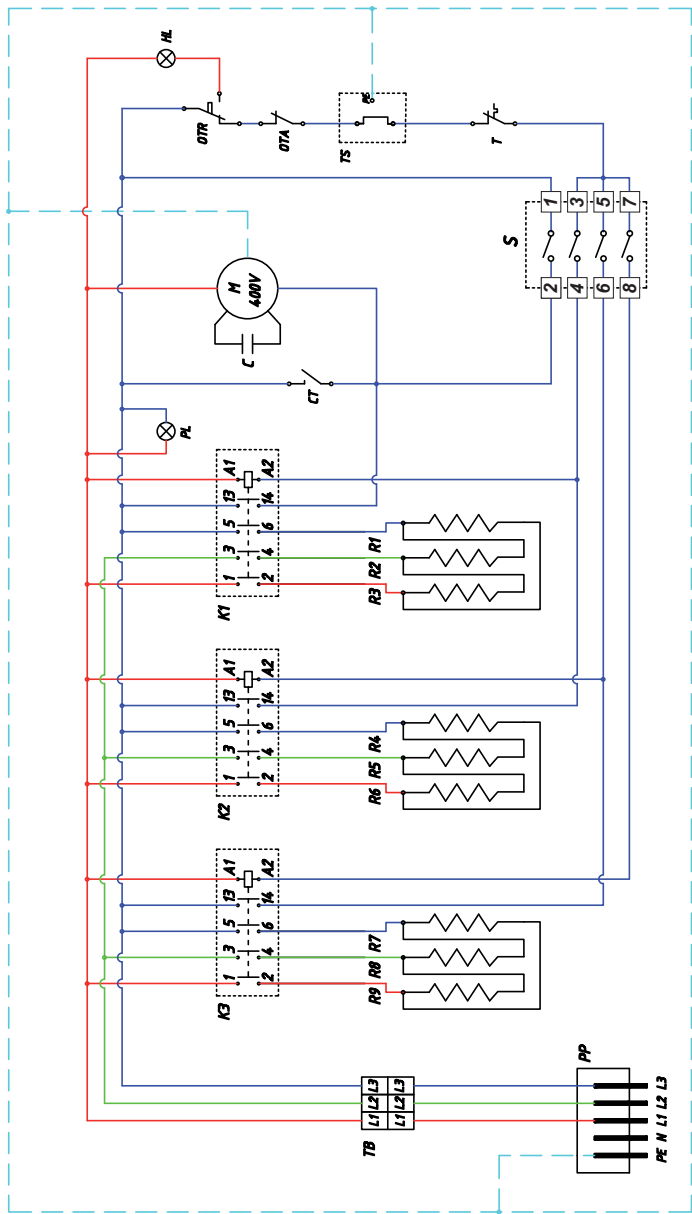 HL
OTR
OTA
TS
PE
T
S
1 3 5 7
2 4 6 8
M
400V
C
CT
PL
K1
1 3 5 13 A1
2 4 6 14 A2
R1
R2
R3
K2
1 3 5 13 A1
2 4 6 14 A2
R4
R5
R6
K3
1 3 5 13 A1
2 4 6 14 A2
R7
R8
R9
TB
L1 L2 L3
L1 L2 L3
PP
PE N L1 L2 L3